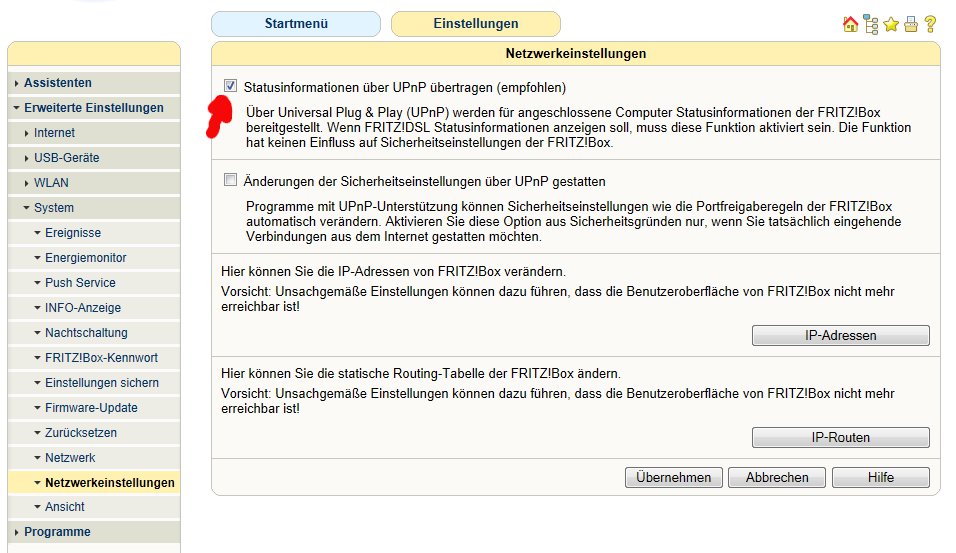 Startmenü
Einstellungen
Netzwerkeinstellungen
Assistenten
Erweiterte Einstellungen
Internet
USB-Geräte
WLAN
System
Ereignisse
Energiemonitor
Push Service
INFO-Anzeige
Nachtschaltung
FRITZ!Box-Kennwort
Einstellungen sichern
Firmware-Update
Zurücksetzen
Netzwerk
Netzwerkeinstellungen
Ansicht
Programme
Statusinformationen über UPnP übertragen (empfohlen)
Über Universal Plug & Play (UPnP) werden für angeschlossene Computer Statusinformationen der FRITZ!Box
bereitgestellt. Wenn FRITZ!DSL Statusinformationen anzeigen soll, muss diese Funktion aktiviert sein. Die Funktion
hat keinen Einfluss auf Sicherheitseinstellungen der FRITZ!Box.
Änderungen der Sicherheitseinstellungen über UPnP gestatten
Programme mit UPnP-Unterstützung können Sicherheitseinstellungen wie die Portfreigaberegeln der FRITZ!Box
automatisch verändern. Aktivieren Sie diese Option aus Sicherheitsgründen nur, wenn Sie tatsächlich eingehende
Verbindungen aus dem Internet gestatten möchten.
Hier können Sie die IP-Adressen von FRITZ!Box verändern.
Vorsicht: Unsachgemäße Einstellungen können dazu führen, dass die Benutzeroberfläche von FRITZ!Box nicht mehr
erreichbar ist!
IP-Adressen
Hier können Sie die statische Routing-Tabelle der FRITZ!Box ändern.
Vorsicht: Unsachgemäße Einstellungen können dazu führen, dass die Benutzeroberfläche von FRITZ!Box nicht mehr
erreichbar ist!
IP-Routen
Übernehmen
Abbrechen
Hilfe